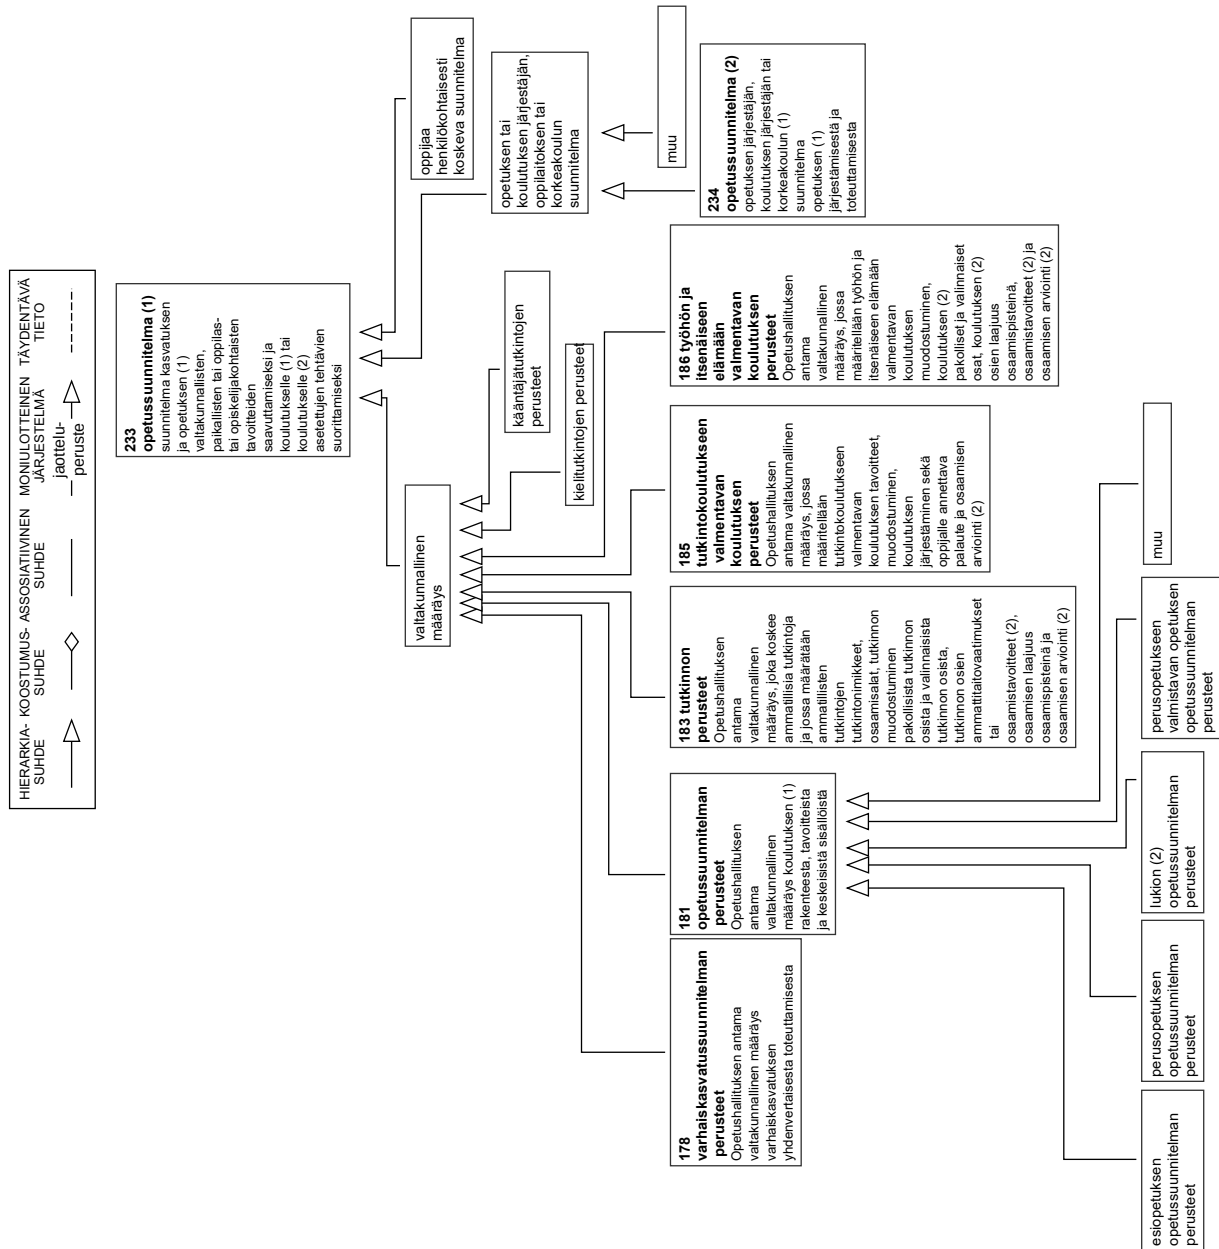 HIERARKIA- KOOSTUMUS- ASSOSIATIIVINEN MONIULOTTEINEN TÄYDENTÄVÄ
SUHDE SUHDE SUHDE JÄRJESTELMÄ TIETO
jaottelu-
peruste
233
opetussuunnitelma (1)
suunnitelma kasvatuksen
ja opetuksen (1)
valtakunnallisten,
paikallisten tai oppilas-
tai opiskelijakohtaisten
tavoitteiden
saavuttamiseksi ja
koulutukselle (1) tai
koulutukselle (2)
asetettujen tehtävien
suorittamiseksi
valtakunnallinen
määräys
oppijaa
henkilökohtaisesti
koskeva suunnitelma
opetuksen tai
koulutuksen järjestäjän,
oppilaitoksen tai
korkeakoulun
suunnitelma
kääntäjätutkintojen
perusteet
kielitutkintojen perusteet
muu
234
opetussuunnitelma (2)
opetuksen järjestäjän,
koulutuksen järjestäjän tai
korkeakoulun (1)
suunnitelma
opetuksen (1)
järjestämisestä ja
toteuttamisesta
178
varhaiskasvatussuunnitelman
perusteet
Opetushallituksen antama
valtakunnallinen määräys
varhaiskasvatuksen
yhdenvertaisesta toteuttamisesta
181
opetussuunnitelman
perusteet
Opetushallituksen
antama
valtakunnallinen
määräys koulutuksen (1)
rakenteesta, tavoitteista
ja keskeisistä sisällöistä
183 tutkinnon
perusteet
Opetushallituksen
antama
valtakunnallinen
määräys, joka koskee
ammatillisia tutkintoja
ja jossa määrätään
ammatillisten
tutkintojen
tutkintonimikkeet,
osaamisalat, tutkinnon
muodostuminen
pakollisista tutkinnon
osista ja valinnaisista
tutkinnon osista,
tutkinnon osien
ammattitaitovaatimukset
tai
osaamistavoitteet (2),
osaamisen laajuus
osaamispisteinä ja
osaamisen arviointi (2)
185
tutkintokoulutukseen
valmentavan
koulutuksen
perusteet
Opetushallituksen
antama valtakunnallinen
määräys, jossa
määritellään
tutkintokoulutukseen
valmentavan
koulutuksen tavoitteet,
muodostuminen,
koulutuksen
järjestäminen sekä
oppijalle annettava
palaute ja osaamisen
arviointi (2)
186 työhön ja
itsenäiseen
elämään
valmentavan
koulutuksen
perusteet
Opetushallituksen
antama
valtakunnallinen
määräys, jossa
määritellään työhön ja
itsenäiseen elämään
valmentavan
koulutuksen
muodostuminen,
koulutuksen (2)
pakolliset ja valinnaiset
osat, koulutuksen (2)
osien laajuus
osaamispisteinä,
osaamistavoitteet (2) ja
osaamisen arviointi (2)
esiopetuksen
opetussuunnitelman
perusteet
perusopetuksen
opetussuunnitelman
perusteet
lukion (2)
opetussuunnitelman
perusteet
perusopetukseen
valmistavan opetuksen
opetussuunnitelman
perusteet
muu